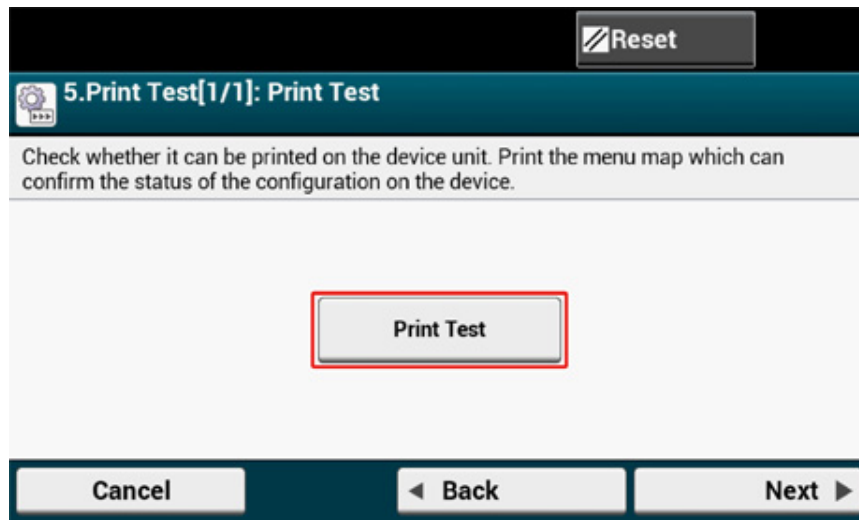 Reset
5.Print Test[1/1]: Print Test
Check whether it can be printed on the device unit. Print the menu map which can
confirm the status of the configuration on the device.
Print Test
Cancel
◀ Back
Next ▶